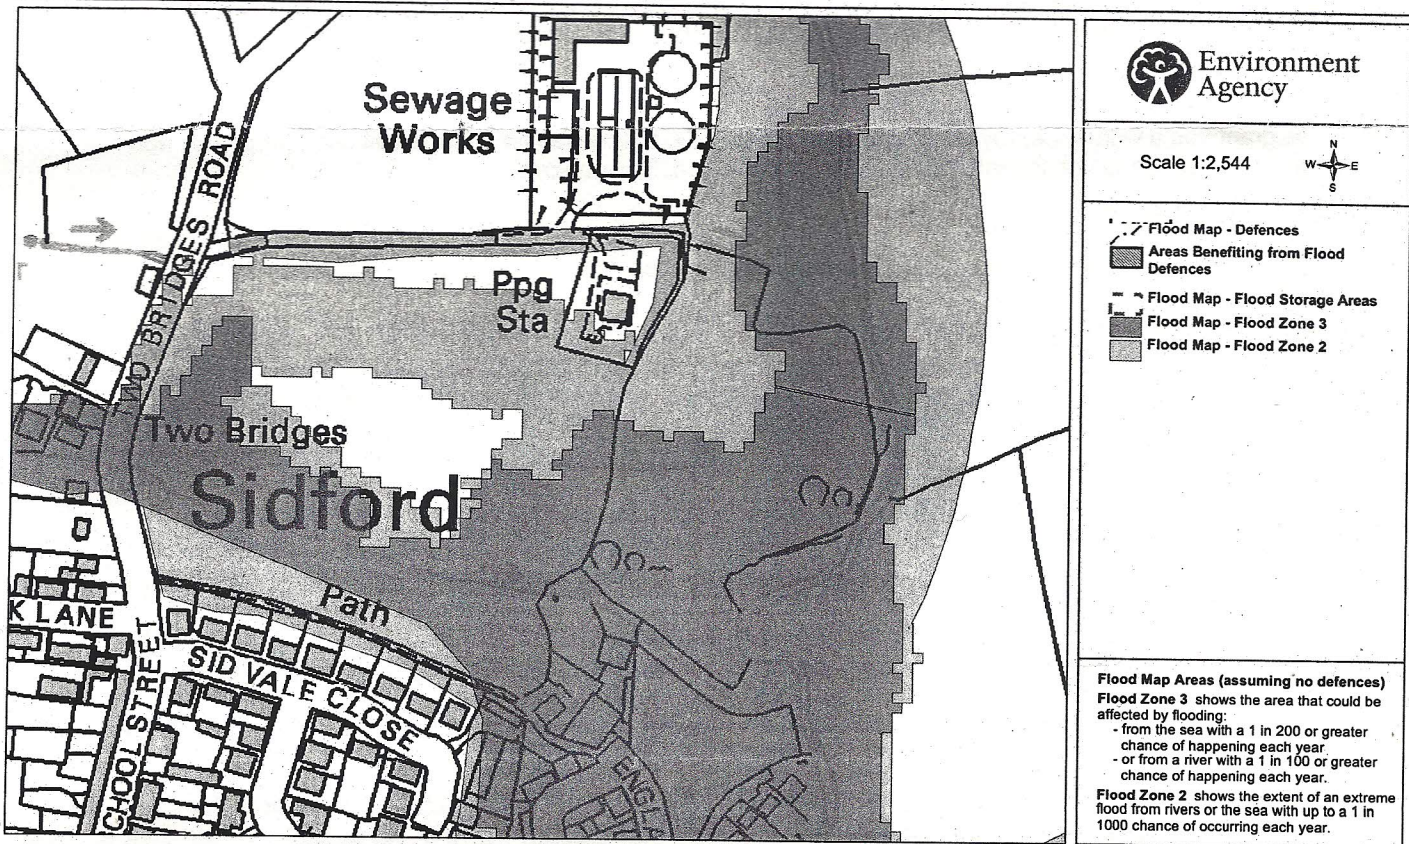 Sewage
Works
TWO BRIDGES ROAD
Ppg
Sta
Two Bridges
Sidford
Path
K LANE
SID VALE CLOSE
CHOOL STREET
ENGLA
Environment
Agency
Scale 1:2,544
N
W E
S
Flood Map - Defences
Areas Benefiting from Flood
Defences
Flood Map - Flood Storage Areas
Flood Map - Flood Zone 3
Flood Map - Flood Zone 2
Flood Map Areas (assuming no defences)
Flood Zone 3 shows the area that could be
affected by flooding:
- from the sea with a 1 in 200 or greater
chance of happening each year
- or from a river with a 1 in 100 or greater
chance of happening each year.
Flood Zone 2 shows the extent of an extreme
flood from rivers or the sea with up to a 1 in
1000 chance of occurring each year.